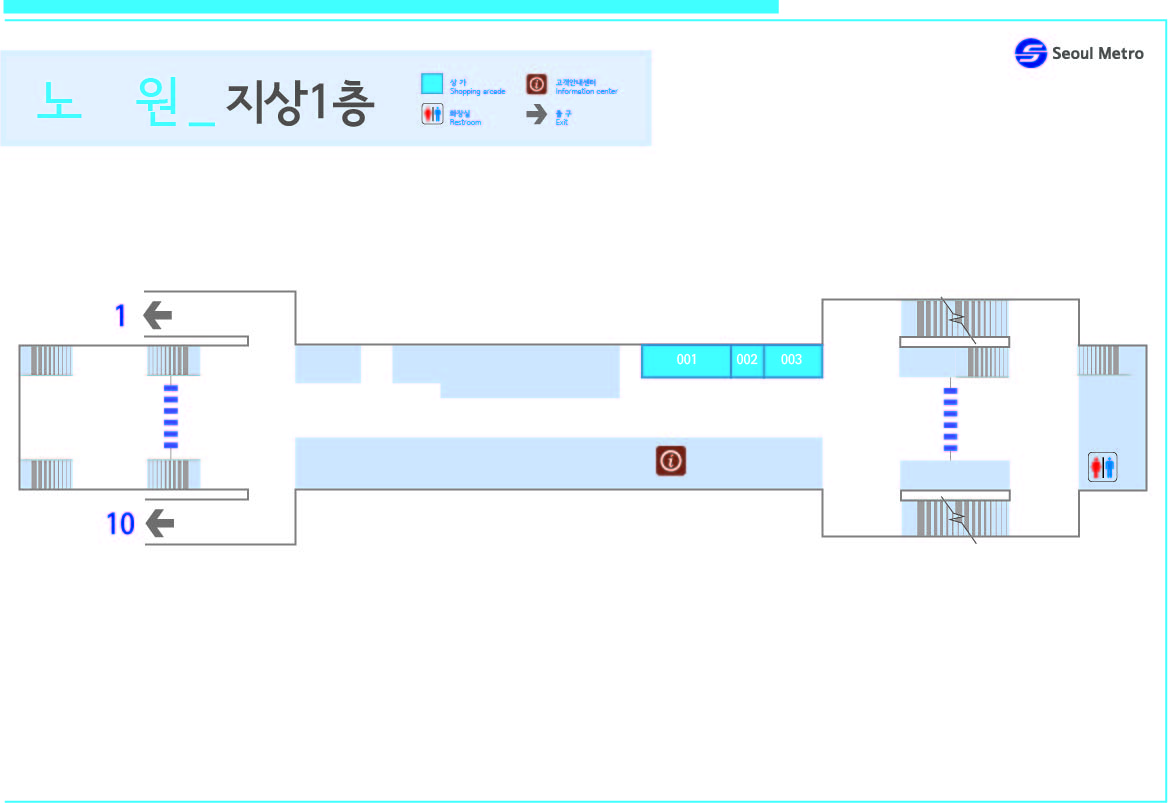 Seoul Metro
노 원_지상1층
상 가
Shopping arcade
고객안내센터
Information center
화장실
Restroom
출 구
Exit
1
001 002 003
10